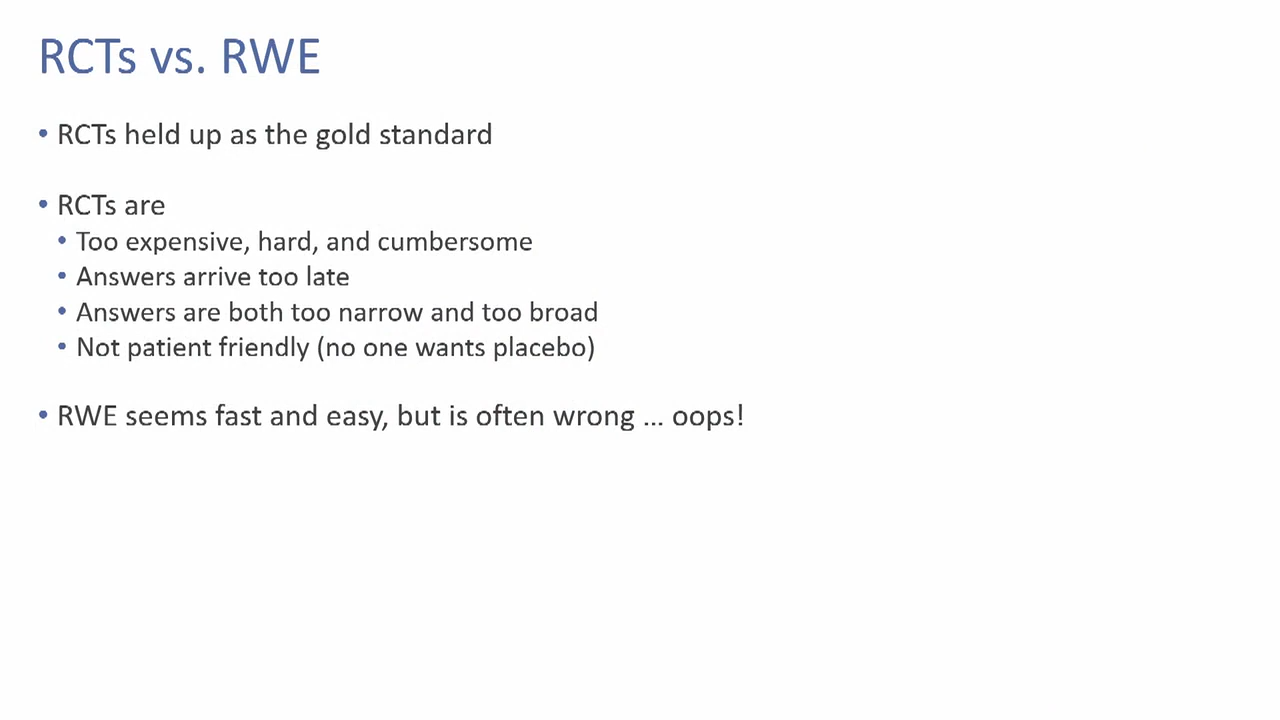 RCTs vs. RWE
• RCTs held up as the gold standard
• RCTs are
• Too expensive, hard, and cumbersome
• Answers arrive too late
• Answers are both too narrow and too broad
• Not patient friendly (no one wants placebo)
• RWE seems fast and easy, but is often wrong ... oops!